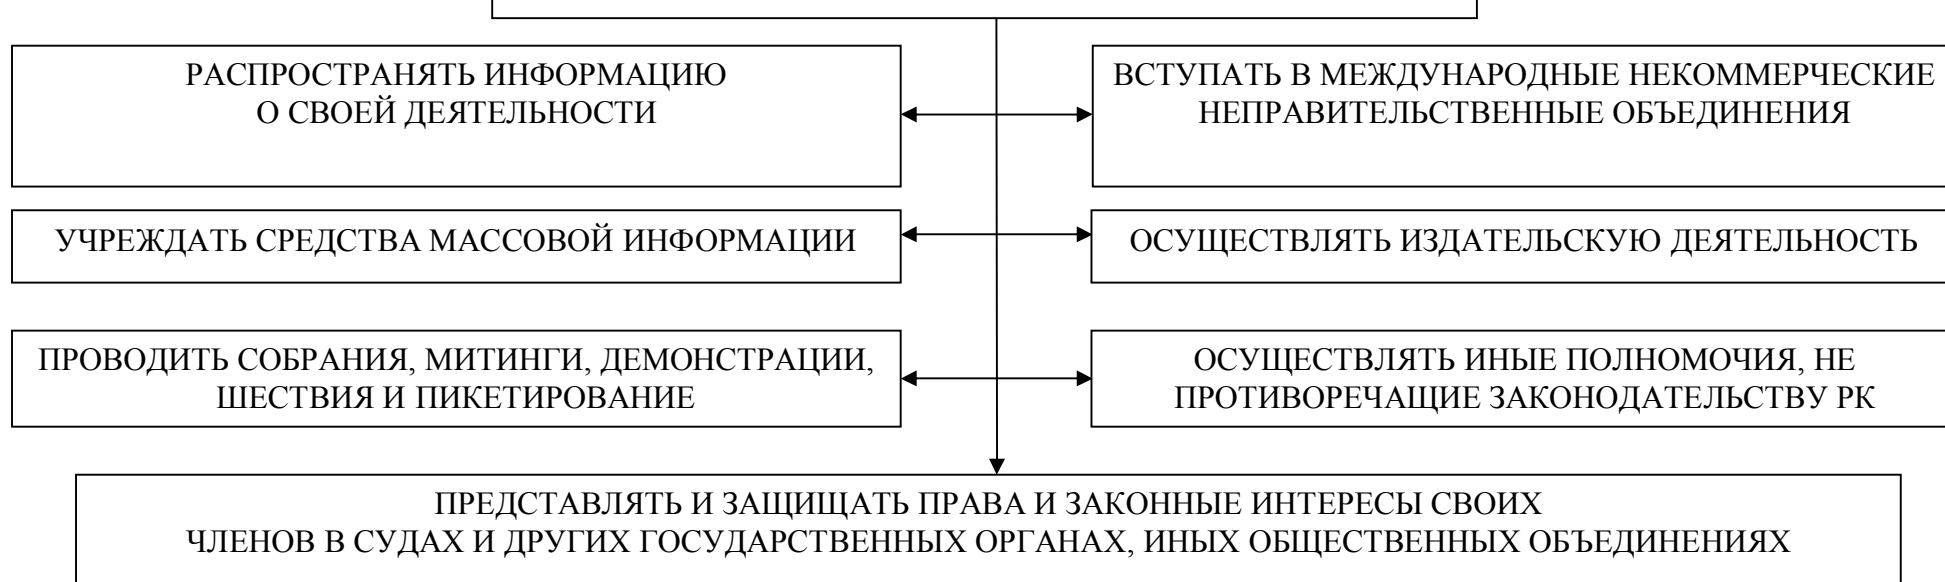 РАСПРОСТРАНЯТЬ ИНФОРМАЦИЮ
О СВОЕЙ ДЕЯТЕЛЬНОСТИ
ВСТУПАТЬ В МЕЖДУНАРОДНЫЕ НЕКОММЕРЧЕСКИЕ
НЕПРАВИТЕЛЬСТВЕННЫЕ ОБЪЕДИНЕНИЯ
УЧРЕЖДАТЬ СРЕДСТВА МАССОВОЙ ИНФОРМАЦИИ
ОСУЩЕСТВЛЯТЬ ИЗДАТЕЛЬСКУЮ ДЕЯТЕЛЬНОСТЬ
ПРОВОДИТЬ СОБРАНИЯ, МИТИНГИ, ДЕМОНСТРАЦИИ,
ШЕСТВИЯ И ПИКЕТИРОВАНИЕ
ОСУЩЕСТВЛЯТЬ ИНЫЕ ПОЛНОМОЧИЯ, НЕ
ПРОТИВОРЕЧАЩИЕ ЗАКОНОДАТЕЛЬСТВУ РК
ПРЕДСТАВЛЯТЬ И ЗАЩИЩАТЬ ПРАВА И ЗАКОННЫЕ ИНТЕРЕСЫ СВОИХ
ЧЛЕНОВ В СУДАХ И ДРУГИХ ГОСУДАРСТВЕННЫХ ОРГАНАХ, ИНЫХ ОБЩЕСТВЕННЫХ ОБЪЕДИНЕНИЯХ